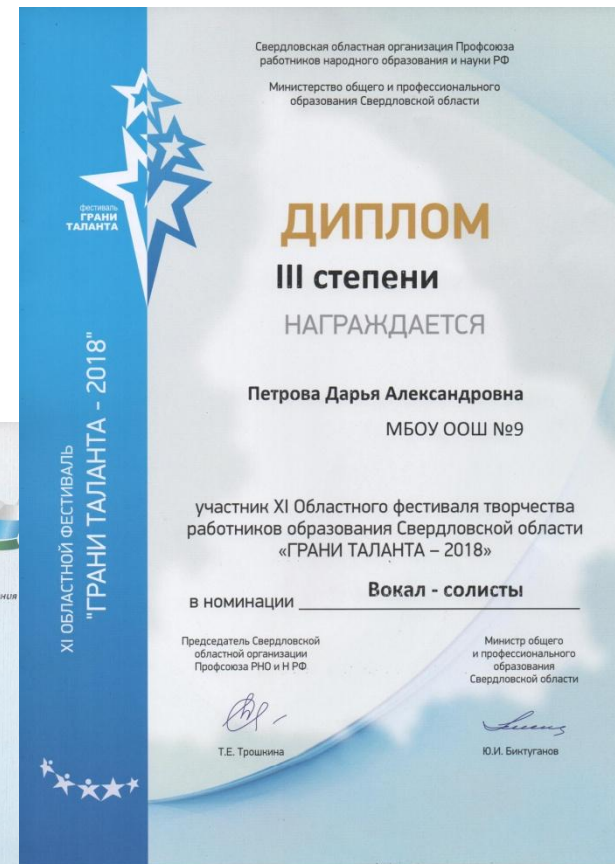 Свердловская областная организация Профсоюза
работников народного образования и науки РФ
Министерство общего и профессионального
образования Свердловской области
фестиваль
ГРАНИ
ТАЛАНТА
ДИПЛОМ
III степени
НАГРАЖДАЕТСЯ
Петрова Дарья Александровна
МБОУ ООШ №9
участник XI Областного фестиваля творчества
работников образования Свердловской области
«ГРАНИ ТАЛАНТА – 2018»
в номинации Вокал - солисты
Председатель Свердловской
областной организации
Профсоюза РНО и Н РФ
Т.Е. Трошкина
Министр общего
и профессионального
образования
Свердловской области
Ю.И. Биктуганов
XI ОБЛАСТНОЙ ФЕСТИВАЛЬ
"ГРАНИ ТАЛАНТА - 2018"